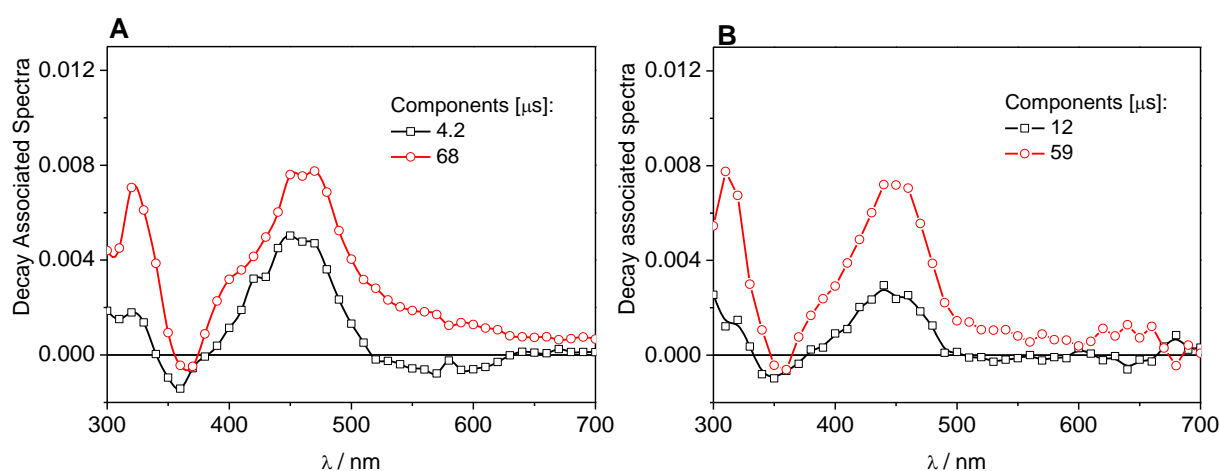 A
Decay Associated Spectra
0.012
0.008
0.004
0.000
Components [μs]:
4.2
68
300 400 500 600 700
λ / nm
B
Decay associated spectra
0.012
0.008
0.004
0.000
Components [μs]:
12
59
300 400 500 600 700
λ / nm